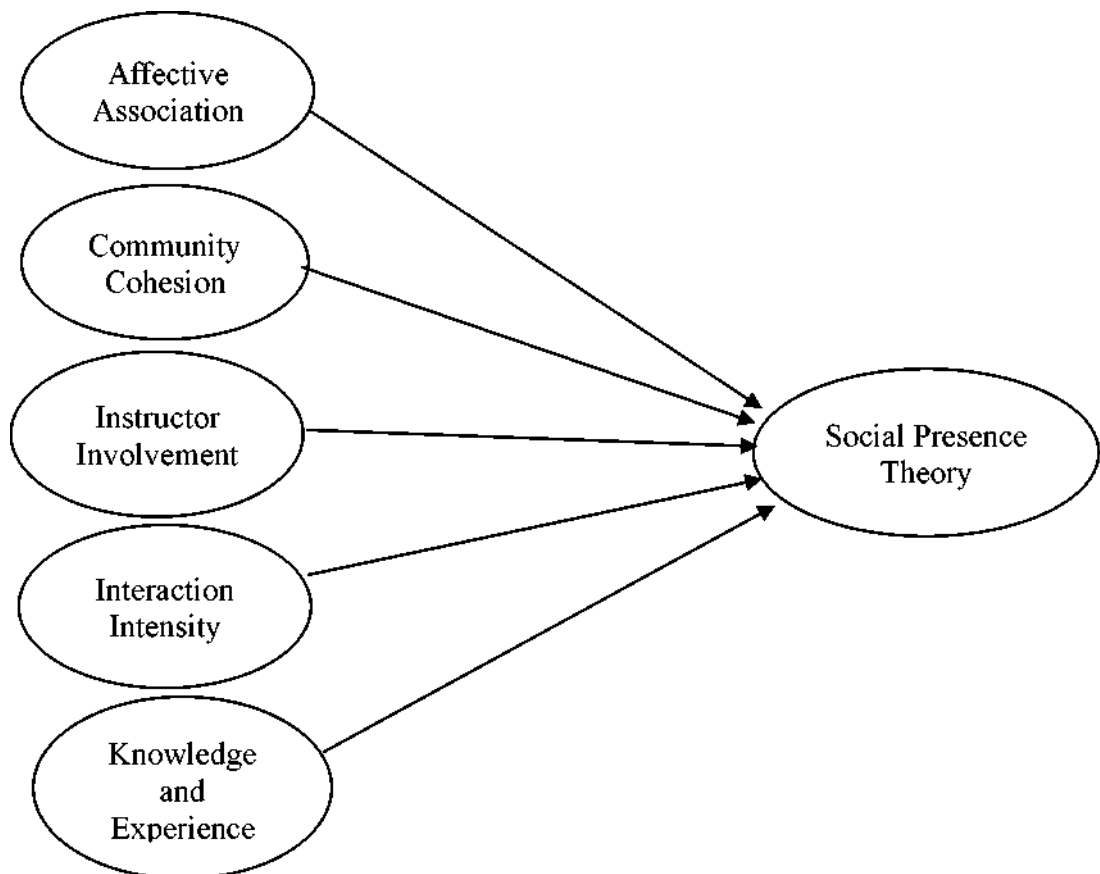 Affective
Association
Community
Cohesion
Instructor
Involvement
Social Presence
Theory
Interaction
Intensity
Knowledge
and
Experience